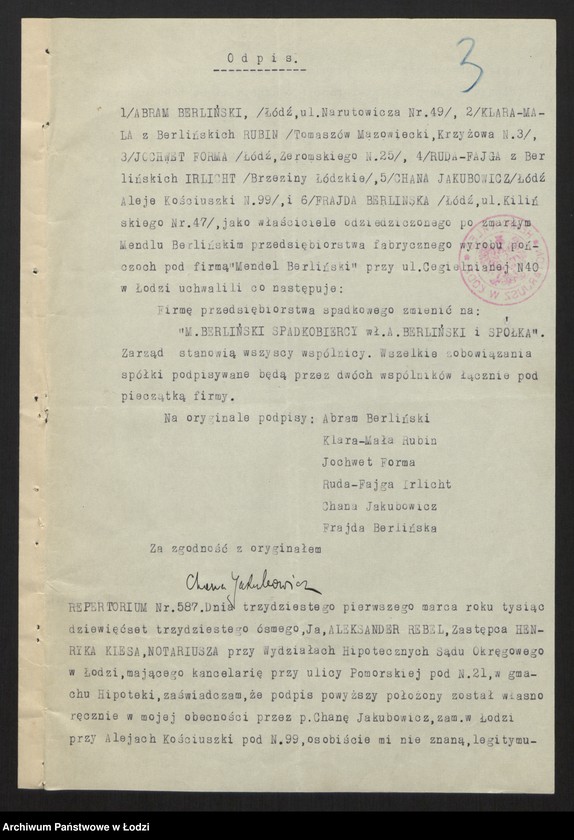 3
Odpis.
1/ABRAM BERLIŃSKI, /Łódź,ul.Narutowicza Nr.49/, 2/KLARA-MA-
LA z Berlińskich RUBIN /Tomaszów Mazowiecki,Krzyżowa N.3/,
3/JOCHWET FORMA /Łódź,Żeromskiego N.25/, 4/RUDA-FAJGA z Ber
lińskich IRLICHT /Brzeziny Łódzkie/,5/CHANA JAKUBOWICZ/Łódź
Aleje Kościuszki N.99/,i 6/FRAJDA BERLINSKA /Łódź,ul.Kiliń
skiego Nr.47/,jako właściciele odziedziczonego po zmarłym
Mendlu Berlińskim przedsiębiorstwa fabrycznego wyrobu poń-
czoch pod firmą"Mendel Berliński" przy ul.Cegielnianej N40
w Łodzi uchwalili co następuje:
Firmę przedsiębiorstwa spadkowego zmienić na:
"M.BERLIŃSKI SPADKOBIERCY wł.A.BERLIŃSKI i SPÓŁKA".
Zarząd stanowią wszyscy wspólnicy. Wszelkie zobowiązania
spółki podpisywane będą przez dwóch wspólników łącznie pod
pieczątką firmy.
Na oryginale podpisy: Abram Berliński
Klara-Mała Rubin
Jochwet Forma
Ruda-Fajga Irlicht
Chana Jakubowicz
Frajda Berlińska
Za zgodność z oryginałem
Chana Jakubowicz
REPERTORIUM Nr.587.Dnia trzydziestego pierwszego marca roku tysiąc
dziewięćset trzydziestego ósmego,Ja,ALEKSANDER REBEL,Zastępca HEN-
RYKA KIESA,NOTARIUSZA przy Wydziałach Hipotecznych Sądu Okręgowego
w Łodzi,mającego kancelarię przy ulicy Pomorskiej pod N.21,w gma-
chu Hipoteki,zaświadczam,że podpis powyższy położony został własno
ręcznie w mojej obecności przez p.Chanę Jakubowicz,zam.w Łodzi
przy Alejach Kościuszki pod N.99,osobiście mi nie znaną,legitymu-
Archiwum Państwowe w Łodzi